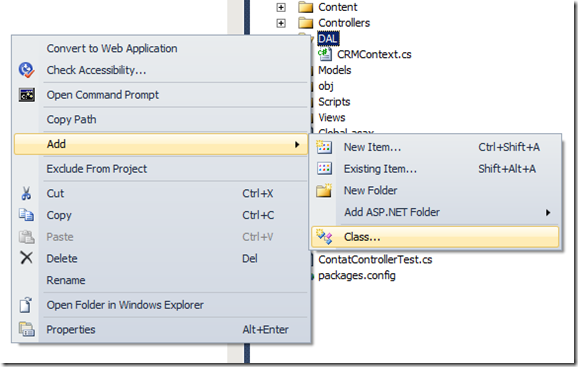 Content
Controllers
DAL
CRMContext.cs
Models
obj
Scripts
Views
Global.asax
Convert to Web Application
Check Accessibility...
Open Command Prompt
Copy Path
Add
Exclude From Project
Cut Ctrl+X
Copy Ctrl+C
Paste Ctrl+V
Delete Del
Rename
Open Folder in Windows Explorer
Properties Alt+Enter
New Item... Ctrl+Shift+A
Existing Item... Shift+Alt+A
New Folder
Add ASP.NET Folder
Class...
ContatControllerTest.cs
packages.config